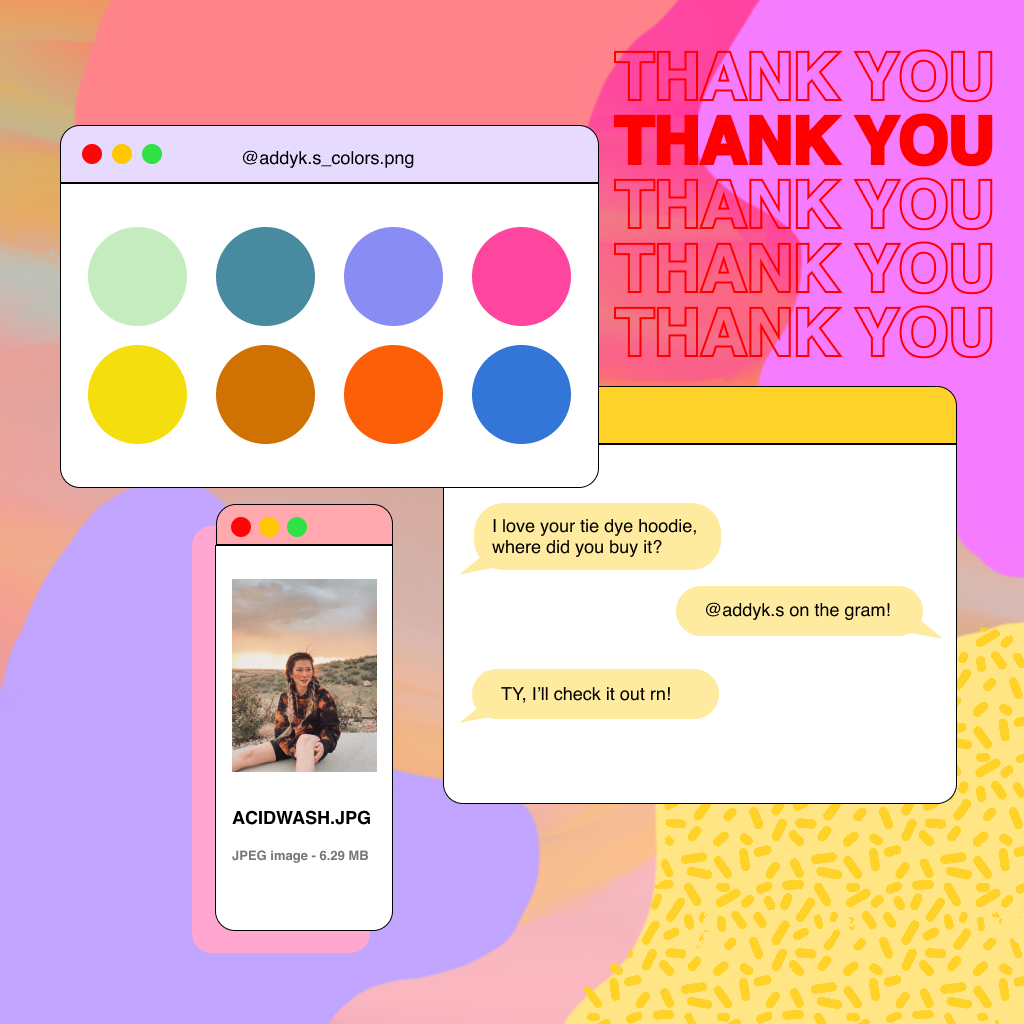 THANK YOU
THANK YOU
THANK YOU
THANK YOU
THANK YOU
@addyk.s_colors.png
I love your tie dye hoodie,
where did you buy it?
@addyk.s on the gram!
TY, I’ll check it out rn!
ACIDWASH.JPG
JPEG image - 6.29 MB